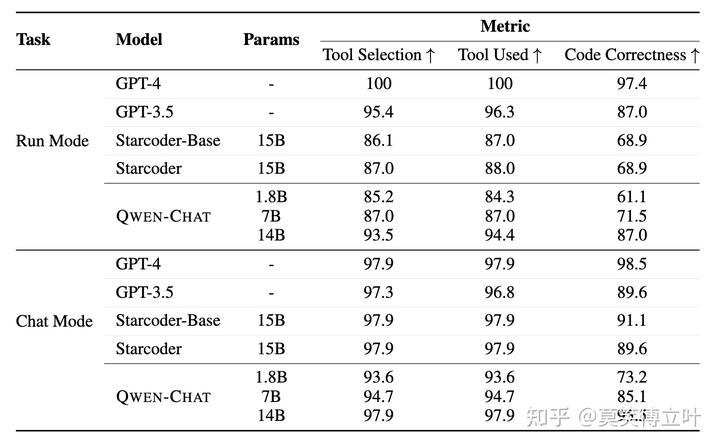 Task Model Params Metric
Tool Selection ↑ Tool Used ↑ Code Correctness ↑
Run Mode
GPT-4 - 100 100 97.4
GPT-3.5 - 95.4 96.3 87.0
Starcoder-Base 15B 86.1 87.0 68.9
Starcoder 15B 87.0 88.0 68.9
QWEN-CHAT
1.8B 85.2 84.3 61.1
7B 87.0 87.0 71.5
14B 93.5 94.4 87.0
Chat Mode
GPT-4 - 97.9 97.9 98.5
GPT-3.5 - 97.3 96.8 89.6
Starcoder-Base 15B 97.9 97.9 91.1
Starcoder 15B 97.9 97.9 89.6
QWEN-CHAT
1.8B 93.6 93.6 73.2
7B 94.7 94.7 85.1
14B 97.9 97.9
知乎 @莫笑傅立叶